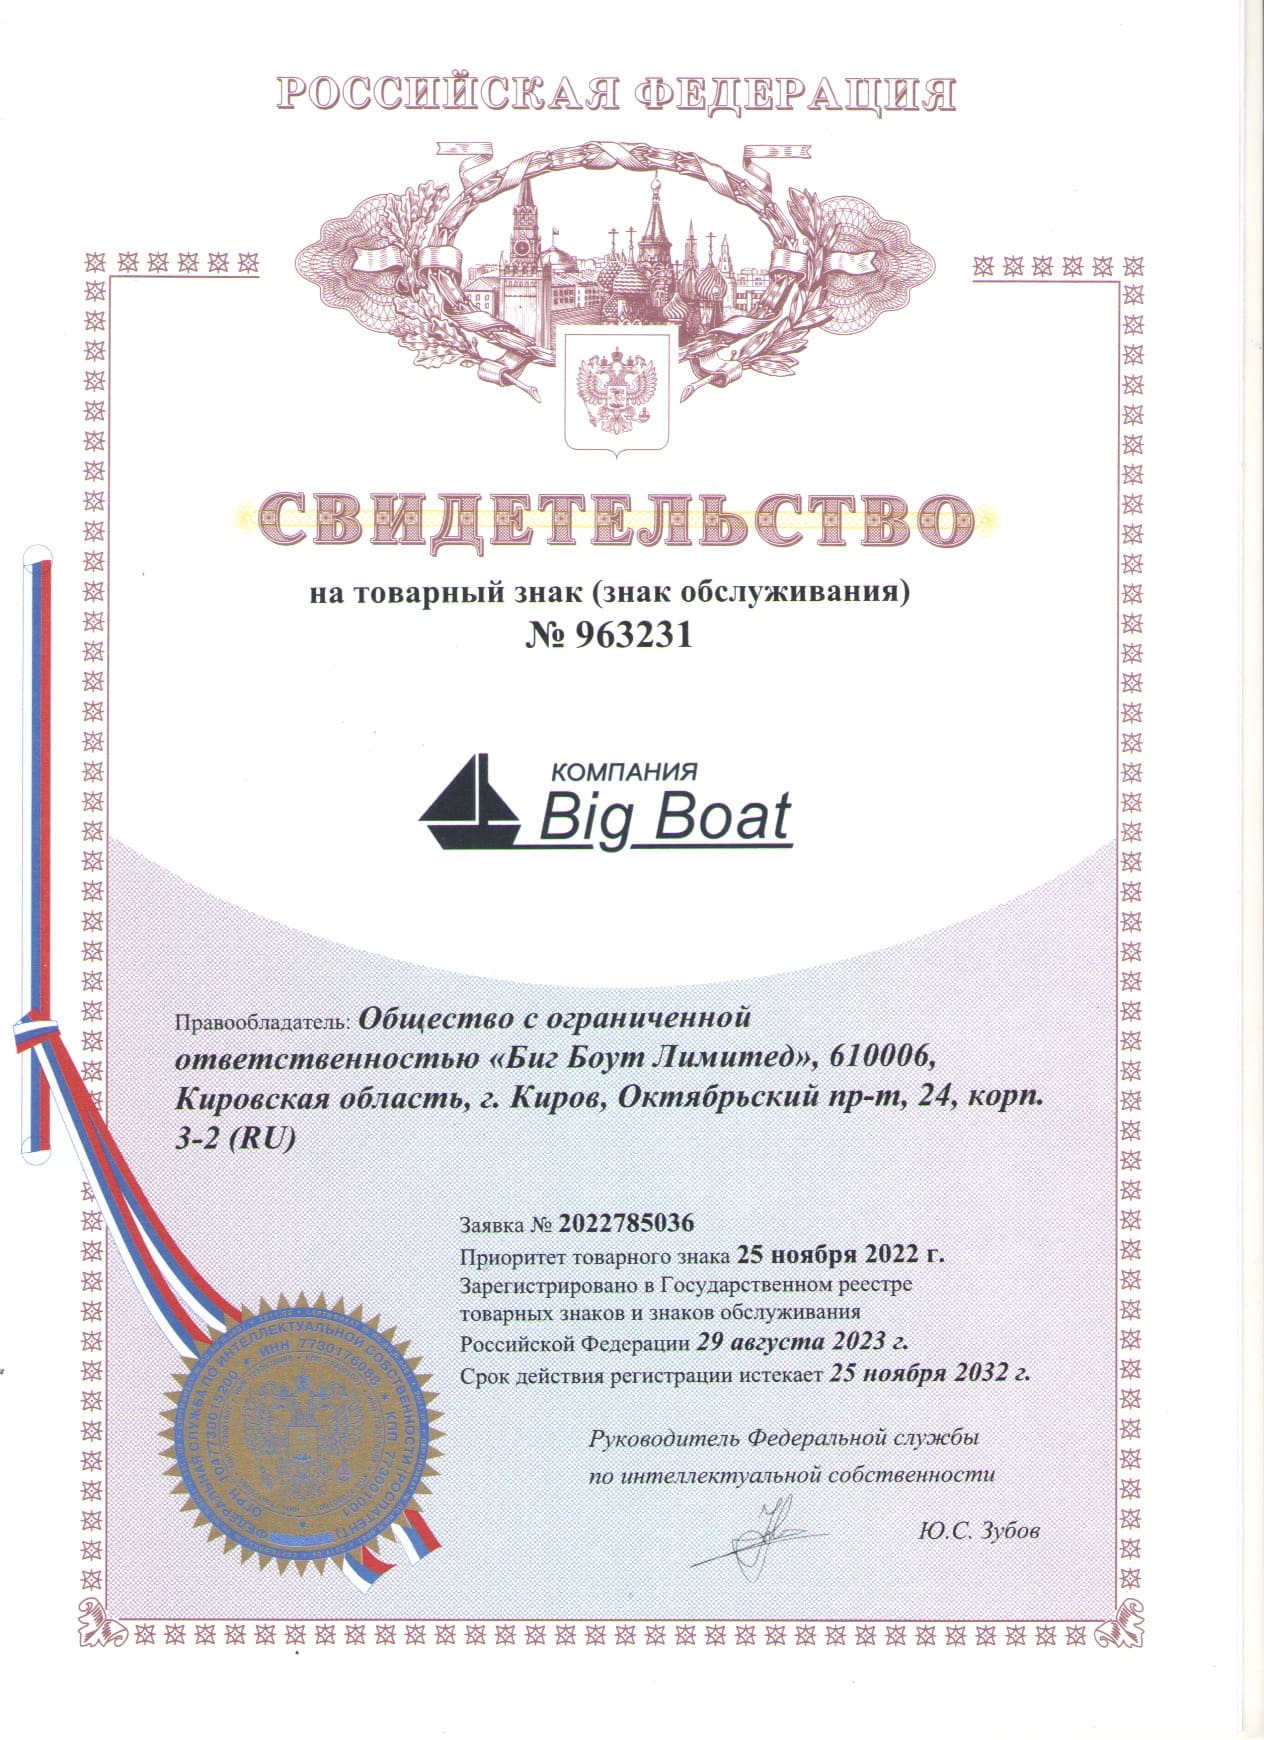 РОССИЙСКАЯ ФЕДЕРАЦИЯ
СВИДЕТЕЛЬСТВО
на товарный знак (знак обслуживания)
№ 963231
КОМПАНИЯ
Big Boat
Правообладатель: Общество с ограниченной
ответственностью «Биг Боут Лимитед», 610006,
Кировская область, г. Киров, Октябрьский пр-т, 24, корп.
3-2 (RU)
Заявка № 2022785036
Приоритет товарного знака 25 ноября 2022 г.
Зарегистрировано в Государственном реестре
товарных знаков и знаков обслуживания
Российской Федерации 29 августа 2023 г.
Срок действия регистрации истекает 25 ноября 2032 г.
Руководитель Федеральной службы
по интеллектуальной собственности
Ю.С. Зубов
ФЕДЕРАЛЬНАЯ СЛУЖБА ПО ИНТЕЛЛЕКТУАЛЬНОЙ СОБСТВЕННОСТИ (РОСПАТЕНТ)
ОГРН 1047730015200 * ИНН 7730176088 * КПП 773001001